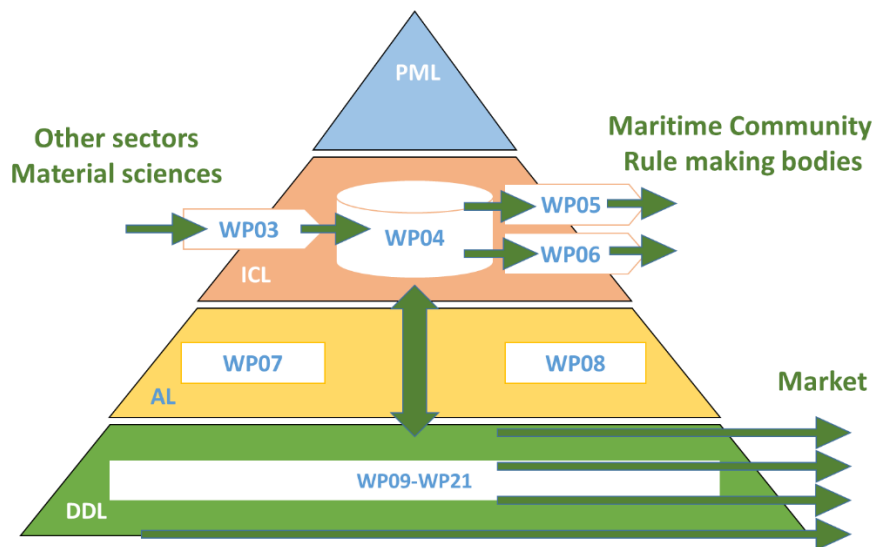 PML
Other sectors
Material sciences
Maritime Community
Rule making bodies
WP03
WP04
WP05
WP06
ICL
WP07
WP08
AL
Market
WP09-WP21
DDL